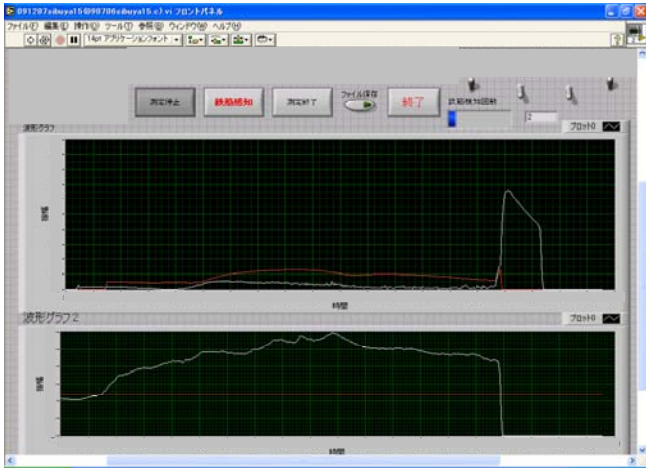 091207sibuya15(090706sibuya15.c).vi フロントパネル
ファイル(F) 編集(E) 操作(O) ツール(T) 参照(B) ウィンドウ(W) ヘルプ(H)
14pt アプリケーションフォント
測定停止
鉄筋感知
測定終了
ファイル保存
終了
鉄筋検知回数
2
波形グラフ
プロット0
振幅
時間
波形グラフ 2
プロット0
振幅
時間